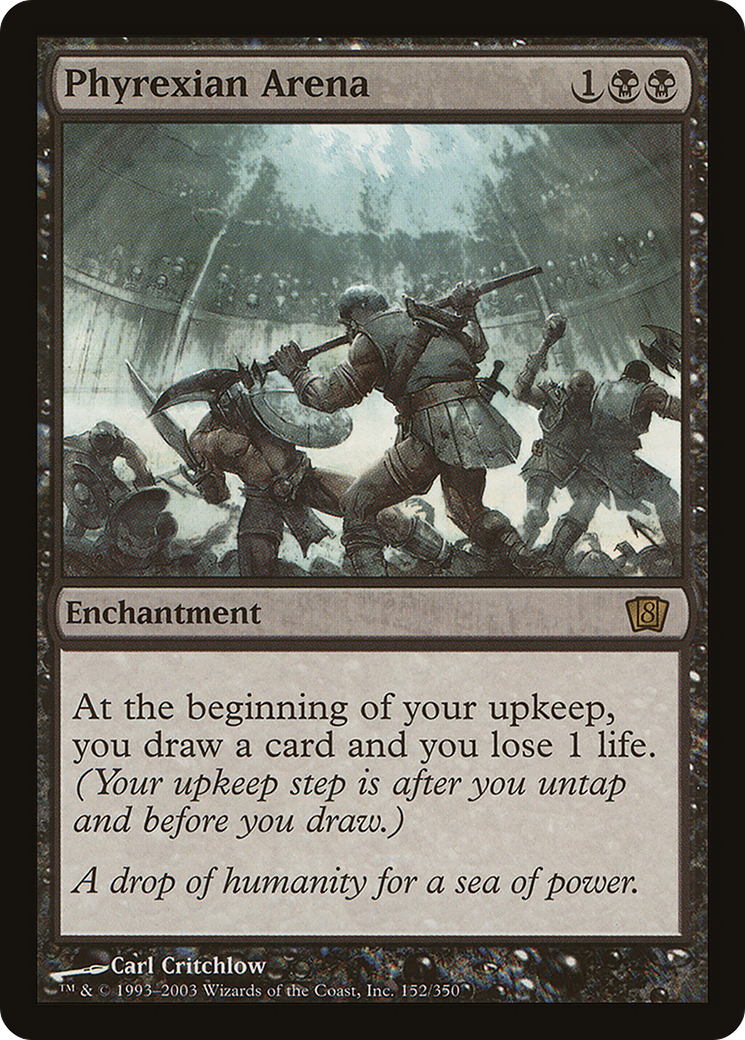 Phyrexian Arena 1
Enchantment 8
At the beginning of your upkeep,
you draw a card and you lose 1 life.
(Your upkeep step is after you untap
and before you draw.)
A drop of humanity for a sea of power.
Carl Critchlow
™ & © 1993–2003 Wizards of the Coast, Inc. 152/350